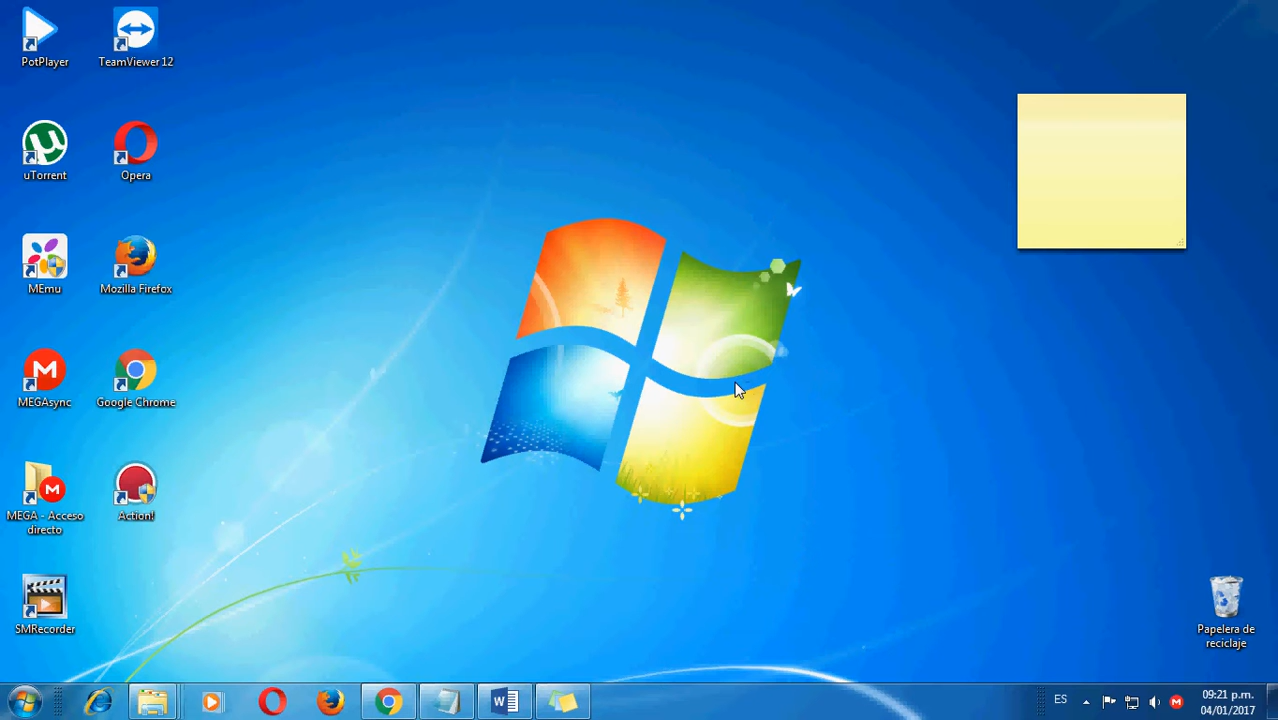 PotPlayer
TeamViewer 12
uTorrent
Opera
MEmu
Mozilla Firefox
MEGAsync
Google Chrome
MEGA - Acceso
directo
Action!
SMRecorder
Papelera de
reciclaje
ES
09:21 p.m.
04/01/2017